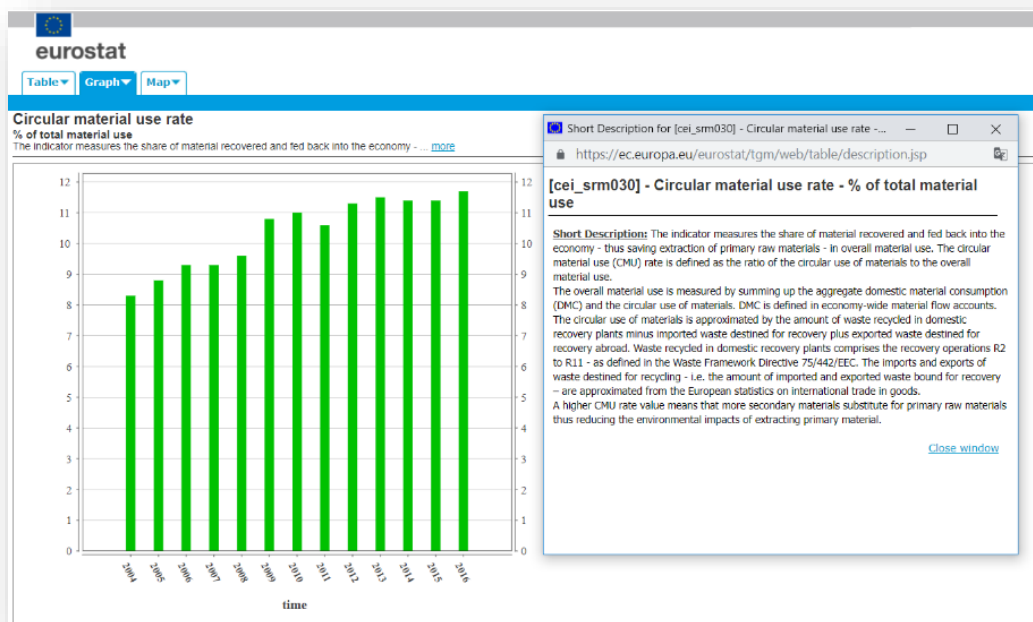 eurostat
Table Graph Map
Circular material use rate
% of total material use
The indicator measures the share of material recovered and fed back into the economy - ... more
12
11
10
9
8
7
6
5
4
3
2
1
0
12
11
10
9
8
7
6
5
4
3
2
1
0
2004 2005 2006 2007 2008 2009 2010 2011 2012 2013 2014 2015 2016
time
Short Description for [cei_srm030] - Circular material use rate -...
https://ec.europa.eu/eurostat/tgm/web/table/description.jsp
[cei_srm030] - Circular material use rate - % of total material
use
Short Description: The indicator measures the share of material recovered and fed back into the
economy - thus saving extraction of primary raw materials - in overall material use. The circular
material use (CMU) rate is defined as the ratio of the circular use of materials to the overall
material use.
The overall material use is measured by summing up the aggregate domestic material consumption
(DMC) and the circular use of materials. DMC is defined in economy-wide material flow accounts.
The circular use of materials is approximated by the amount of waste recycled in domestic
recovery plants minus imported waste destined for recovery plus exported waste destined for
recovery abroad. Waste recycled in domestic recovery plants comprises the recovery operations R2
to R11 - as defined in the Waste Framework Directive 75/442/EEC. The imports and exports of
waste destined for recycling - i.e. the amount of imported and exported waste bound for recovery
– are approximated from the European statistics on international trade in goods.
A higher CMU rate value means that more secondary materials substitute for primary raw materials
thus reducing the environmental impacts of extracting primary material.
Close window